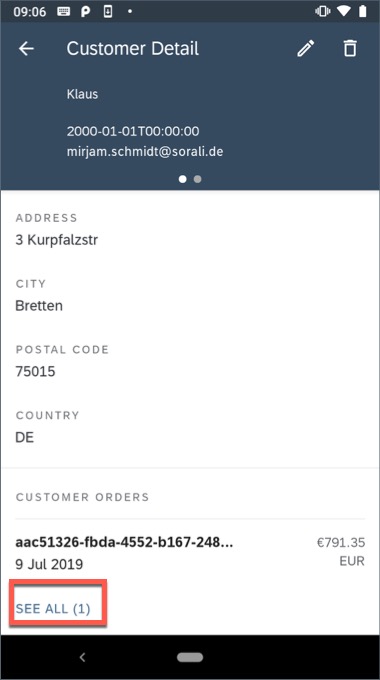 09:06
Customer Detail
Klaus
2000-01-01T00:00:00
mirjam.schmidt@sorali.de
ADDRESS
3 Kurpfalzstr
CITY
Bretten
POSTAL CODE
75015
COUNTRY
DE
CUSTOMER ORDERS
aac51326-fbda-4552-b167-248...
€791.35
9 Jul 2019
EUR
SEE ALL (1)